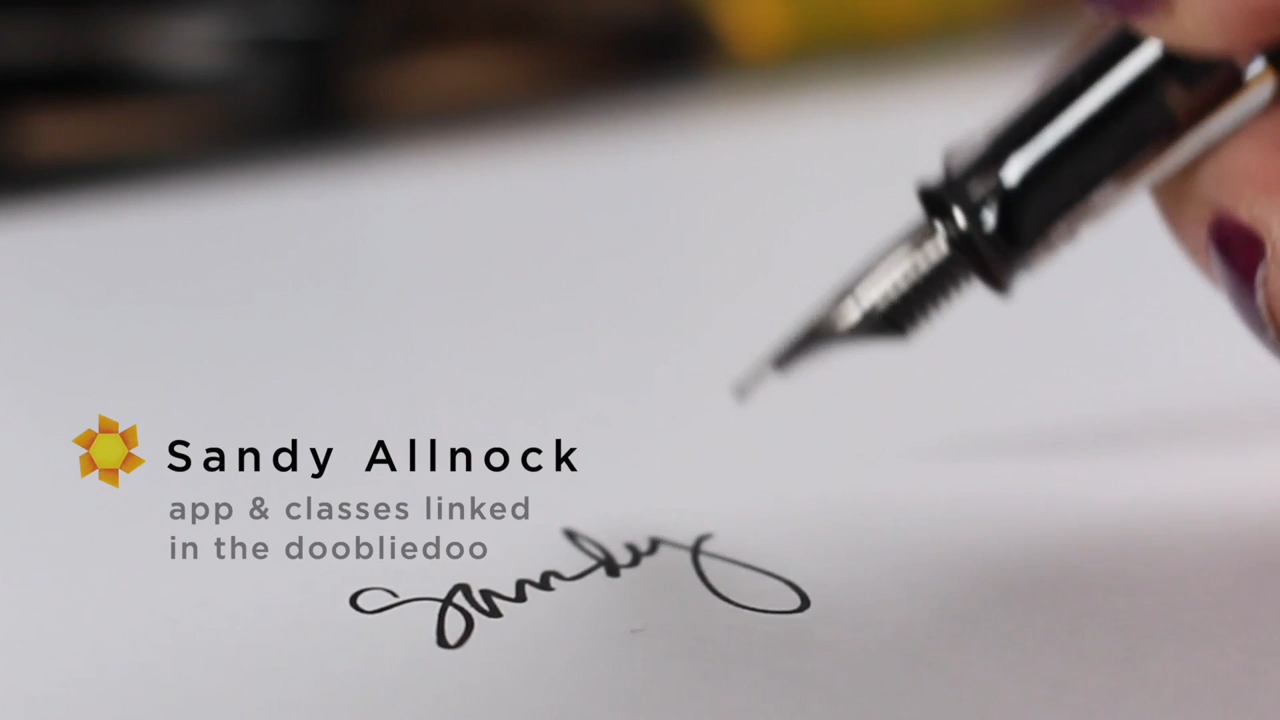 Sandy Allnock
app & classes linked
in the doobliedoo
Sandy